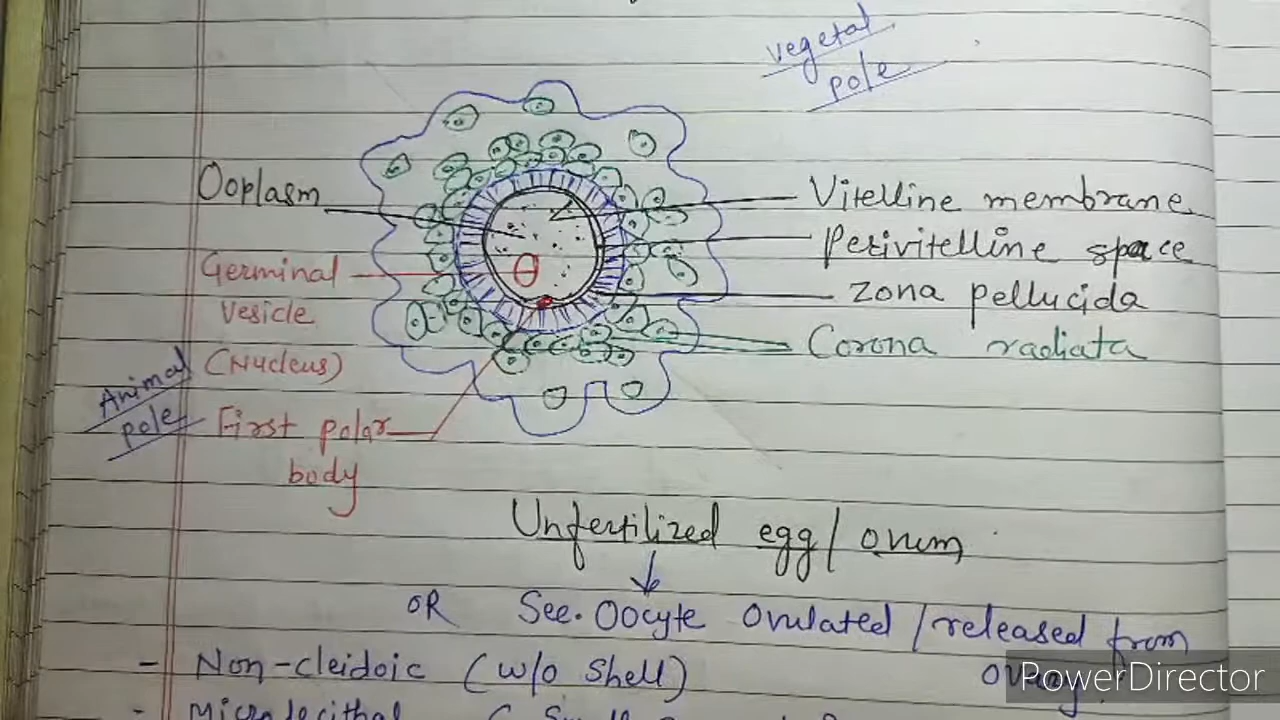 vegetal
pole
Ooplasm
Vitelline membrane
Perivitelline space
Germinal
vesicle
(Nucleus)
zona pellucida
Corona radiata
Animal
pole
First polar
body
Unfertilized egg/ovum
OR See. Oocyte Ovulated/released from
ovary.
- Non-cleidoic (w/o Shell)
PowerDirector